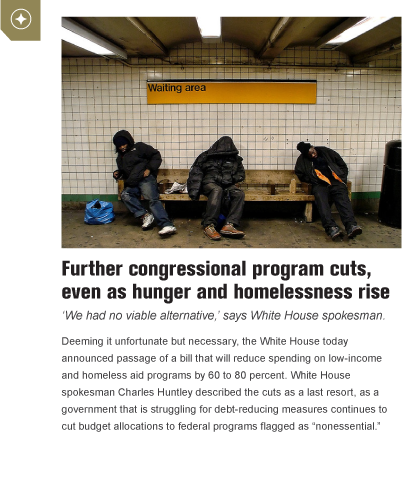 Waiting area
Further congressional program cuts,
even as hunger and homelessness rise
‘We had no viable alternative,’ says White House spokesman.
Deeming it unfortunate but necessary, the White House today
announced passage of a bill that will reduce spending on low-income
and homeless aid programs by 60 to 80 percent. White House
spokesman Charles Huntley described the cuts as a last resort, as a
government that is struggling for debt-reducing measures continues to
cut budget allocations to federal programs flagged as “nonessential.”